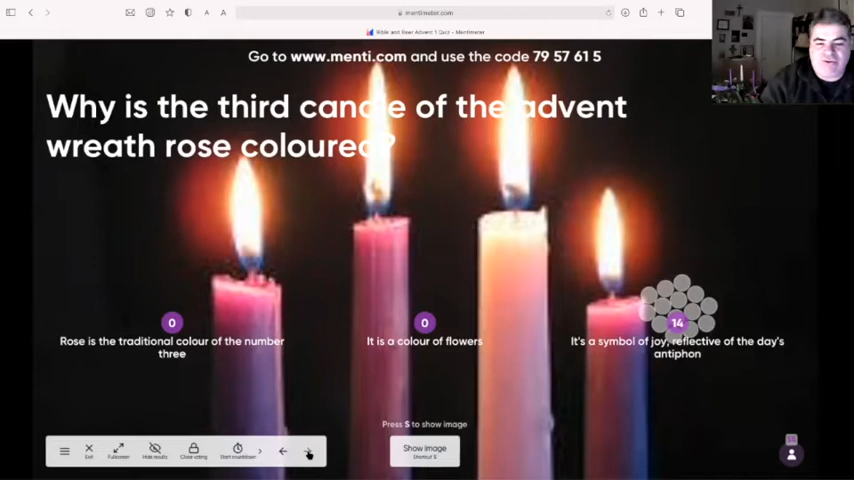 mentimeter.com
Bible and Beer Advent 1 Quiz - Mentimeter
Go to www.menti.com and use the code 79 57 61 5
Why is the third candle of the advent
wreath rose coloured?
0
Rose is the traditional colour of the number
three
0
It is a colour of flowers
14
It's a symbol of joy, reflective of the day's
antiphon
Press S to show image
Show image
Shortcut S
Exit
Fullscreen
Hide results
Close voting
Start countdown